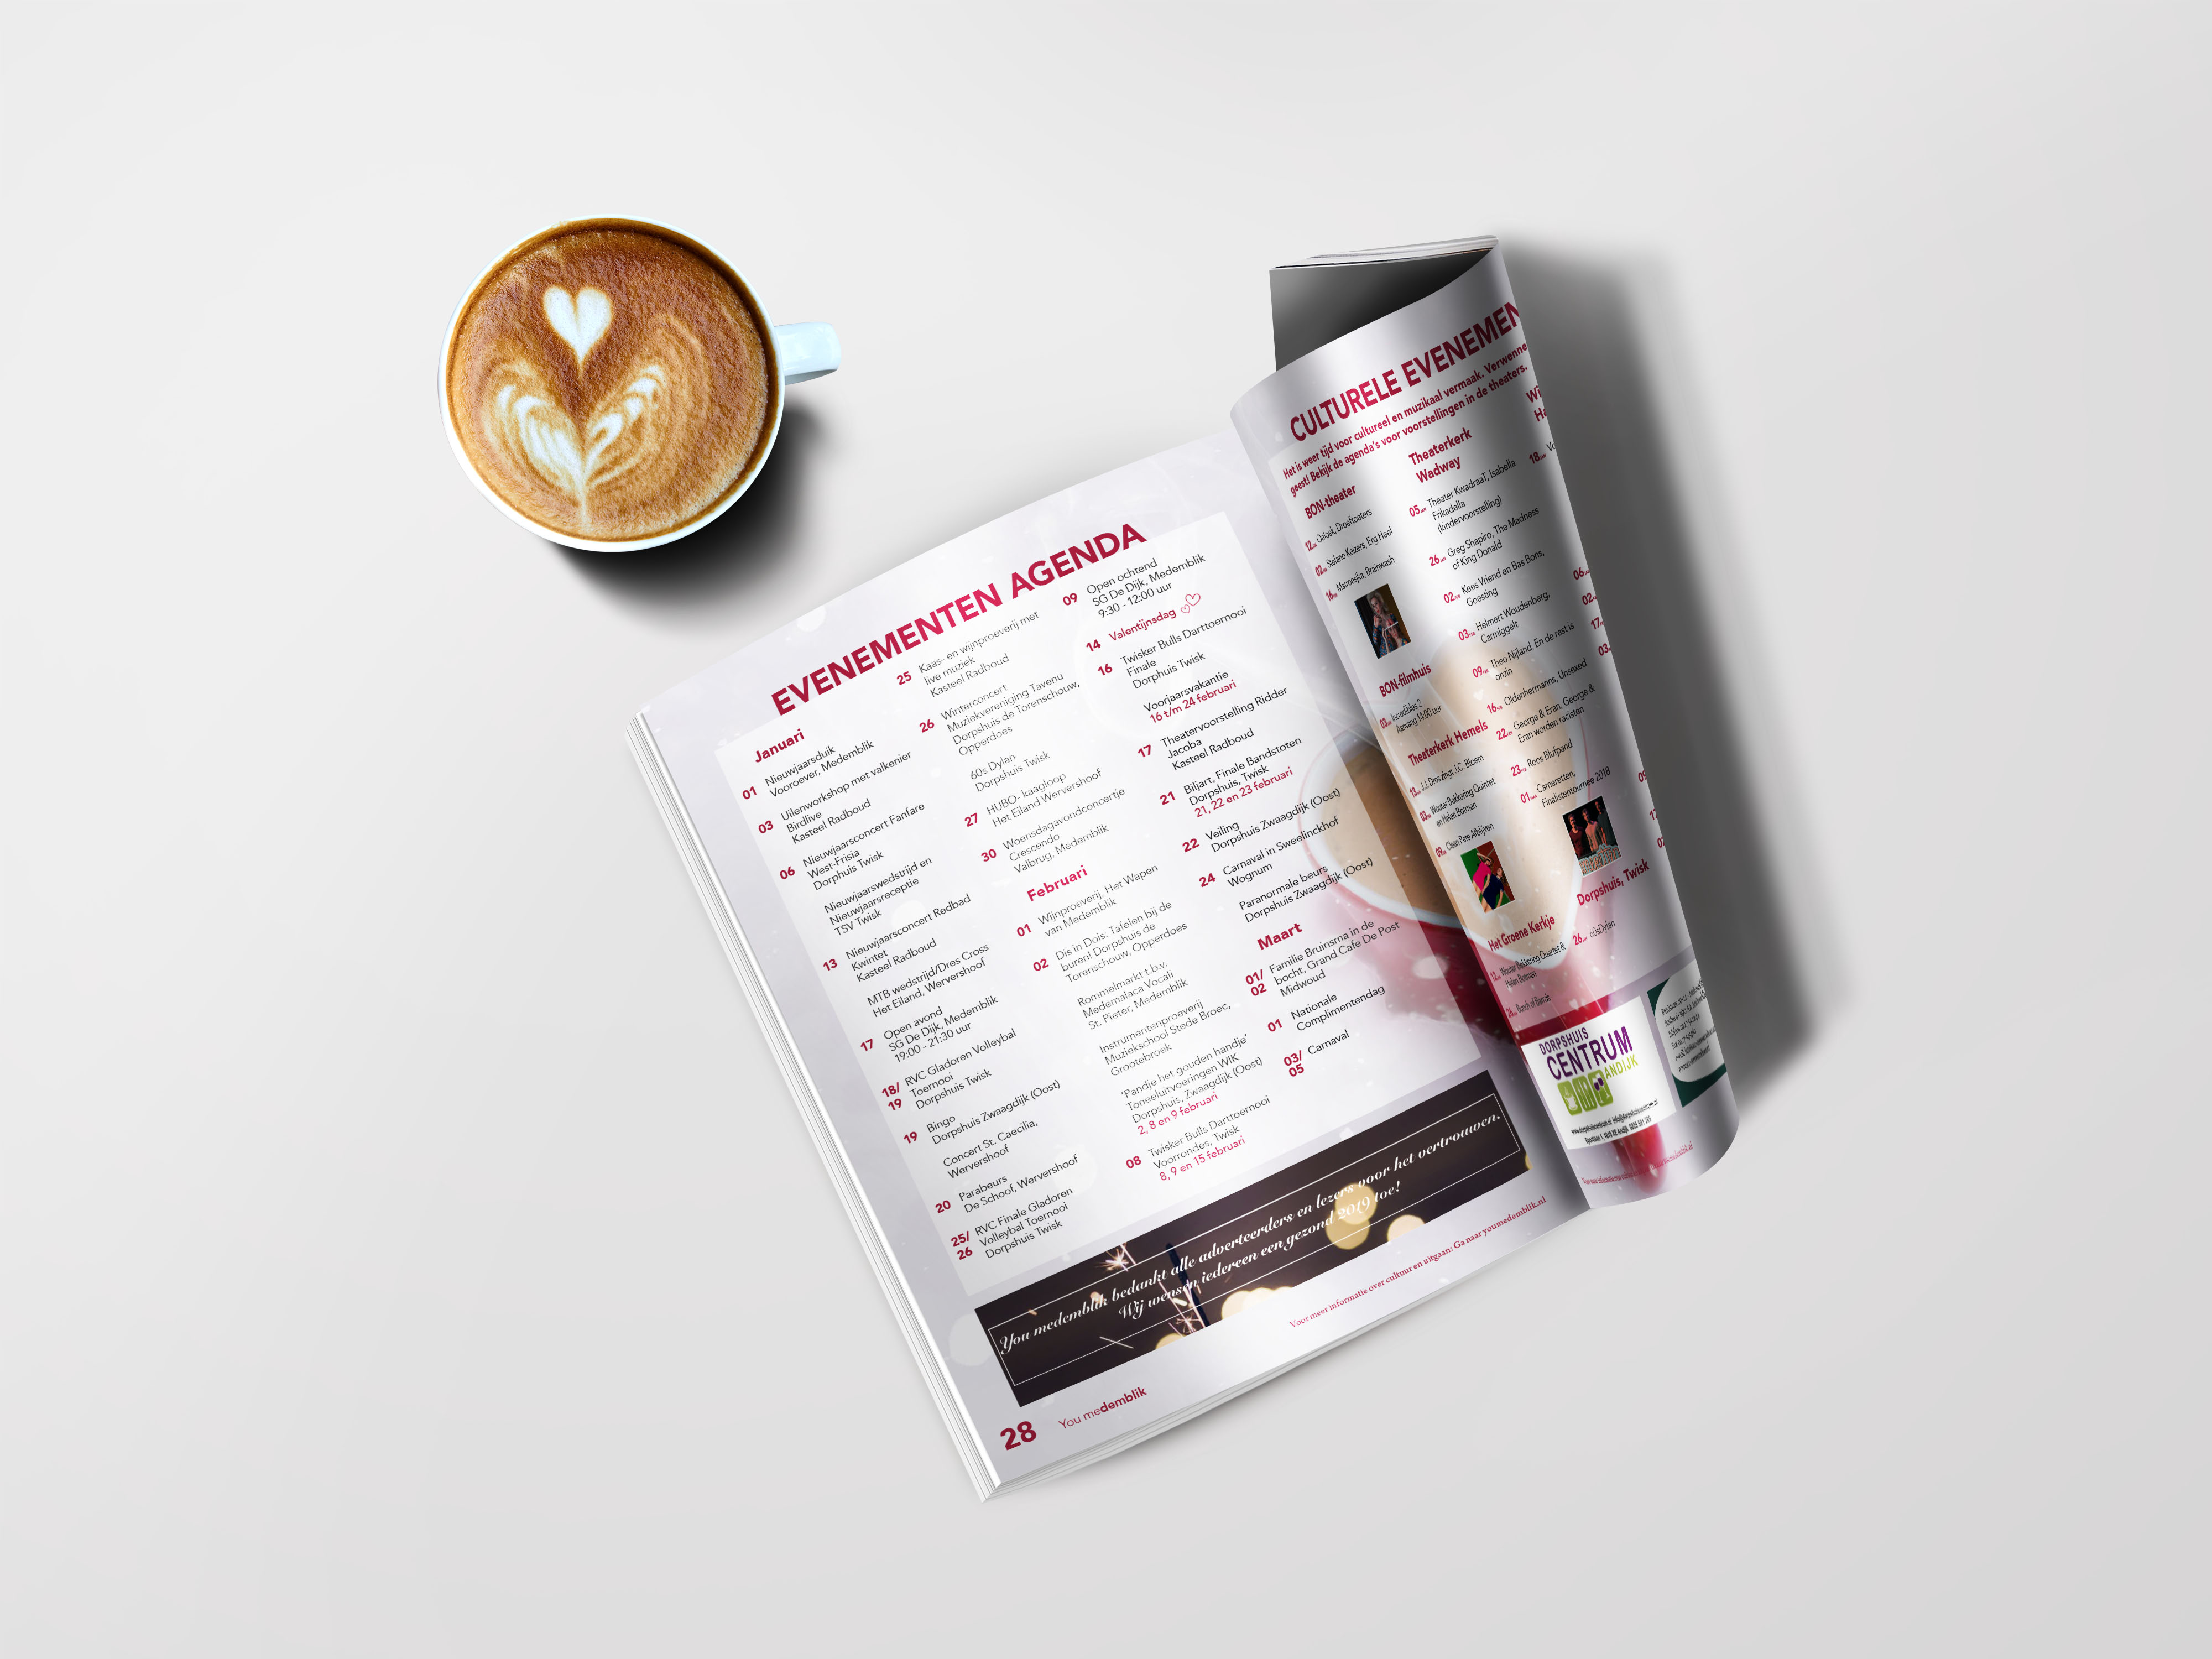 EVENEMENTEN AGENDA
Januari
01 Nieuwjaarsduik
Vooroever, Medemblik
03 Uilenworkshop met valkenier
Birdlive
Kasteel Radboud
06 Nieuwjaarsconcert Fanfare
West-Frisia
Dorphuis Twisk
Nieuwjaarswedstrijd en
Nieuwjaarsreceptie
TSV Twisk
13 Nieuwjaarsconcert Redbad
Kwintet
Kasteel Radboud
MTB wedstrijd/Dres Cross
Het Eiland, Wervershoof
17 Open avond
SG De Dijk, Medemblik
19:00 - 21:30 uur
18/ RVC Gladoren Volleybal
19 Toernooi
Dorpshuis Twisk
19 Bingo
Dorpshuis Zwaagdijk (Oost)
Concert St. Caecilia,
Wervershoof
20 Parabeurs
De Schoof, Wervershoof
25/ RVC Finale Gladoren
26 Volleybal Toernooi
Dorpshuis Twisk
25 Kaas- en wijnproeverij met
live muziek
Kasteel Radboud
26 Winterconcert
Muziekvereniging Tavenu
Dorpshuis de Torenschouw,
Opperdoes
60s Dylan
Dorpshuis Twisk
27 HUBO- kaagloop
Het Eiland Wervershoof
30 Woensdagavondconcertje
Crescendo
Valbrug, Medemblik
Februari
01 Wijnproeverij, Het Wapen
van Medemblik
02 Dis in Dois: Tafelen bij de
buren! Dorpshuis de
Torenschouw, Opperdoes
Rommelmarkt t.b.v.
Medemalaca Vocali
St. Pieter, Medemblik
Instrumentenproeverij
Muziekschool Stede Broec,
Grootebroek
'Pandje het gouden handje'
Toneeluitvoeringen WIK
Dorpshuis, Zwaagdijk (Oost)
2, 8 en 9 februari
08 Twisker Bulls Darttoernooi
Voorrondes, Twisk
8, 9 en 15 februari
09 Open ochtend
SG De Dijk, Medemblik
9:30 - 12:00 uur
14 Valentijnsdag
16 Twisker Bulls Darttoernooi
Finale
Dorphuis Twisk
Voorjaarsvakantie
16 t/m 24 februari
17 Theatervoorstelling Ridder
Jacoba
Kasteel Radboud
21 Biljart, Finale Bandstoten
Dorpshuis, Twisk
21, 22 en 23 februari
22 Veiling
Dorpshuis Zwaagdijk (Oost)
24 Carnaval in Sweelinckhof
Wognum
Paranormale beurs
Dorpshuis Zwaagdijk (Oost)
Maart
01/ Familie Bruinsma in de
02 bocht, Grand Cafe De Post
Midwoud
01 Nationale
Complimentendag
03/ Carnaval
05
You medemblik bedankt alle adverteerders en lezers voor het vertrouwen.
Wij wensen iedereen een gezond 2019 toe!
Voor meer informatie over cultuur en uitgaan: Ga naar youmedemblik.nl
28 You medemblik
CULTURELE EVENEMEN
Het is weer tijd voor cultureel en muzikaal vermaak. Verwenne
geest! Bekijk de agenda's voor voorstellingen in de theaters.
BON-theater
12 Oeloek, Droeftoeters
02 Stefano Keizers, Erg Heel
16 Matroesjka, Brainwash
BON-filmhuis
03 Incredibles 2
Aanvang 14:00 uur
Theaterkerk Hemels
13 J.J. Dros zingt J.C. Bloem
03 Wouter Bekkering Quintet
en Helen Botman
09 Clean Pete Afblijven
Het Groene Kerkje
12 Wouter Bekkering Quartet &
Helen Botman
26 Bunch of Bands
Theaterkerk
Wadway
05 Theater KwadraaT, Isabella
Frikadella
(kindervoorstelling)
26 Greg Shapiro, The Madness
of King Donald
02 Kees Vriend en Bas Bons,
Goesting
03 Helmert Woudenberg,
Carmiggelt
09 Theo Nijland, En de rest is
onzin
16 Oldenhermanns, Unsexed
22 George & Eran, George &
Eran worden racisten
23 Roos Blufpand
01 Cameretten,
Finalistentournee 2018
Dorpshuis, Twisk
26 60sDylan
Wi
He
18 Vo
06
02
17
03
DORPSHUIS
CENTRUM
ANDIJK